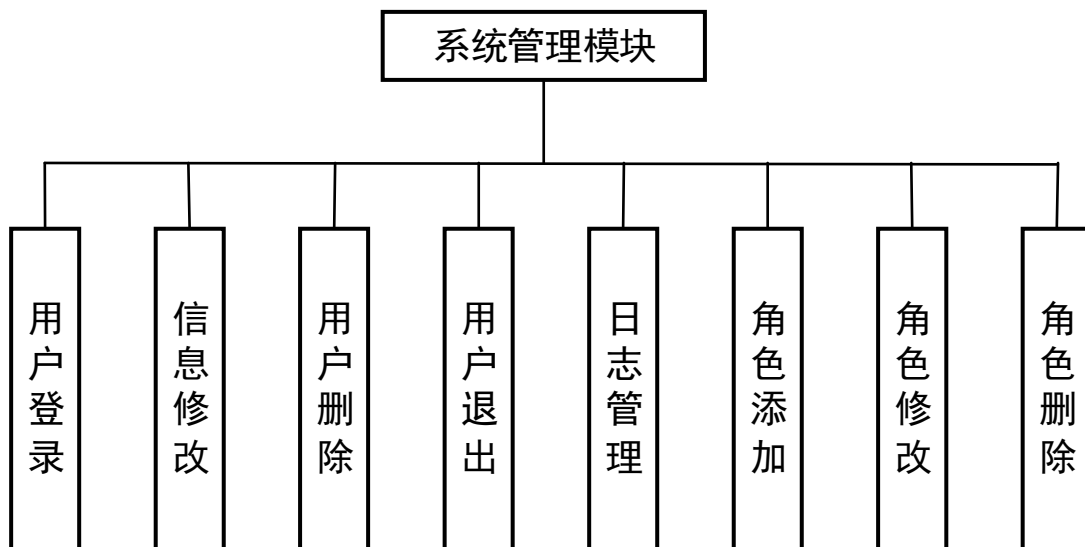 系统管理模块
用户登录
信息修改
用户删除
用户退出
日志管理
角色添加
角色修改
角色删除